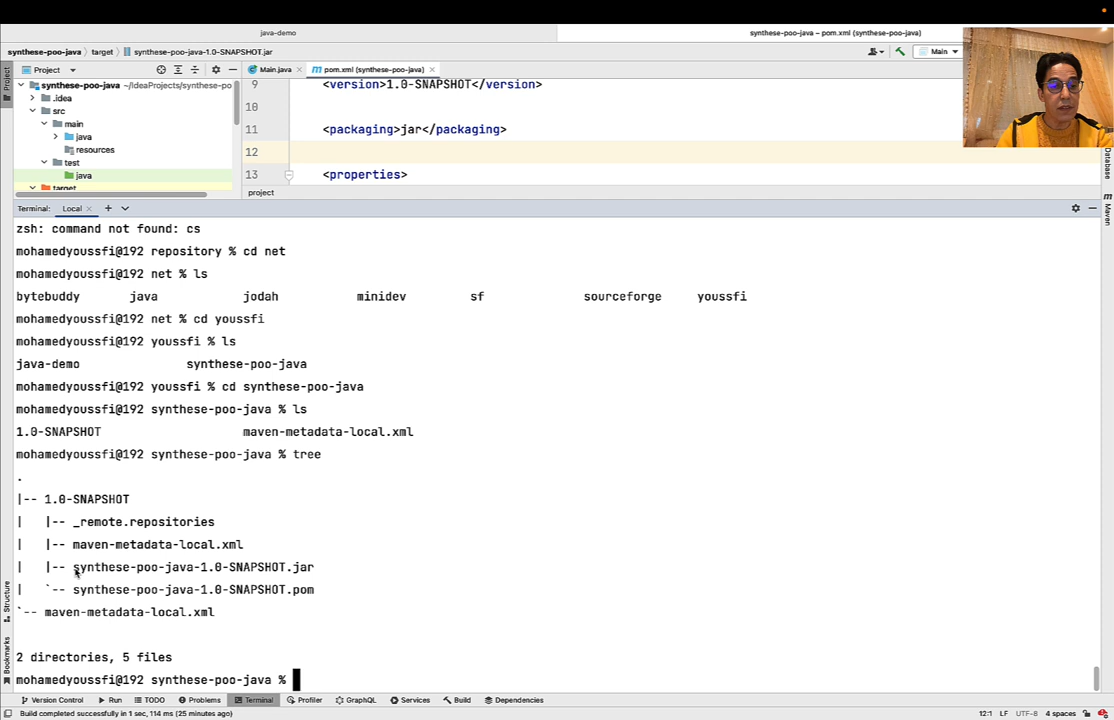 java-demo
synthese-poo-java – pom.xml (synthese-poo-java)
synthese-poo-java target synthese-poo-java-1.0-SNAPSHOT.jar
Main
Project
Main.java
pom.xml (synthese-poo-java)
Project
synthese-poo-java ~/IdeaProjects/synthese-po
.idea
src
main
java
resources
test
java
target
9 <version>1.0-SNAPSHOT</version>
10
11 <packaging>jar</packaging>
12
13 <properties>
project
Database
Maven
Terminal: Local
zsh: command not found: cs
mohamedyoussfi@192 repository % cd net
mohamedyoussfi@192 net % ls
bytebuddy java jodah minidev sf sourceforge youssfi
mohamedyoussfi@192 net % cd youssfi
mohamedyoussfi@192 youssfi % ls
java-demo synthese-poo-java
mohamedyoussfi@192 youssfi % cd synthese-poo-java
mohamedyoussfi@192 synthese-poo-java % ls
1.0-SNAPSHOT maven-metadata-local.xml
mohamedyoussfi@192 synthese-poo-java % tree
.
|-- 1.0-SNAPSHOT
| |-- _remote.repositories
| |-- maven-metadata-local.xml
| |-- synthese-poo-java-1.0-SNAPSHOT.jar
| `-- synthese-poo-java-1.0-SNAPSHOT.pom
`-- maven-metadata-local.xml
2 directories, 5 files
mohamedyoussfi@192 synthese-poo-java %
Structure
Bookmarks
Version Control Run TODO Problems Terminal Profiler GraphQL Services Build Dependencies
Build completed successfully in 1 sec, 114 ms (25 minutes ago)
12:1 LF UTF-8 4 spaces